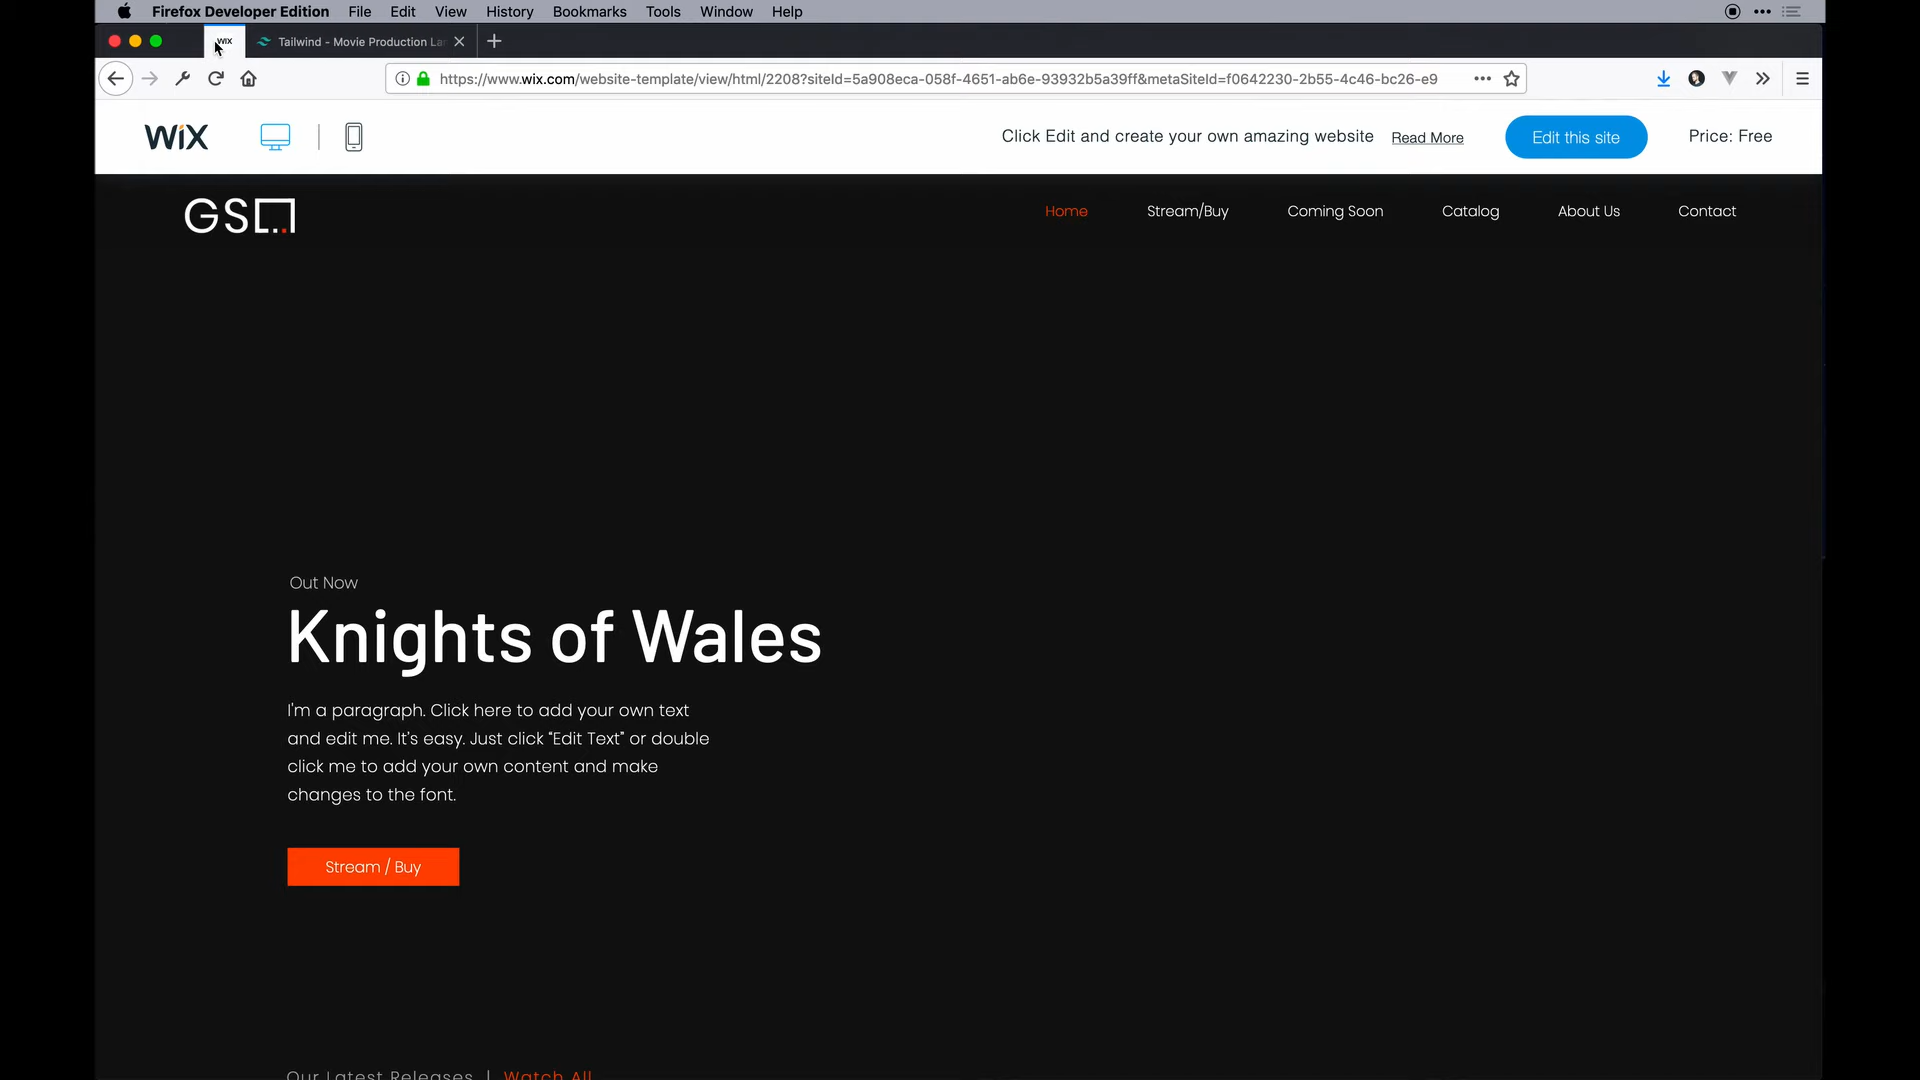 Firefox Developer Edition File Edit View History Bookmarks Tools Window Help
WIX Tailwind - Movie Production La
https://www.wix.com/website-template/view/html/2208?siteId=5a908eca-058f-4651-ab6e-93932b5a39ff&metaSiteId=f0642230-2b55-4c46-bc26-e9
WiX Click Edit and create your own amazing website Read More Edit this site Price: Free
GS Home Stream/Buy Coming Soon Catalog About Us Contact
Out Now
Knights of Wales
I'm a paragraph. Click here to add your own text
and edit me. It's easy. Just click “Edit Text” or double
click me to add your own content and make
changes to the font.
Stream / Buy
Our Latest Releases | Watch All